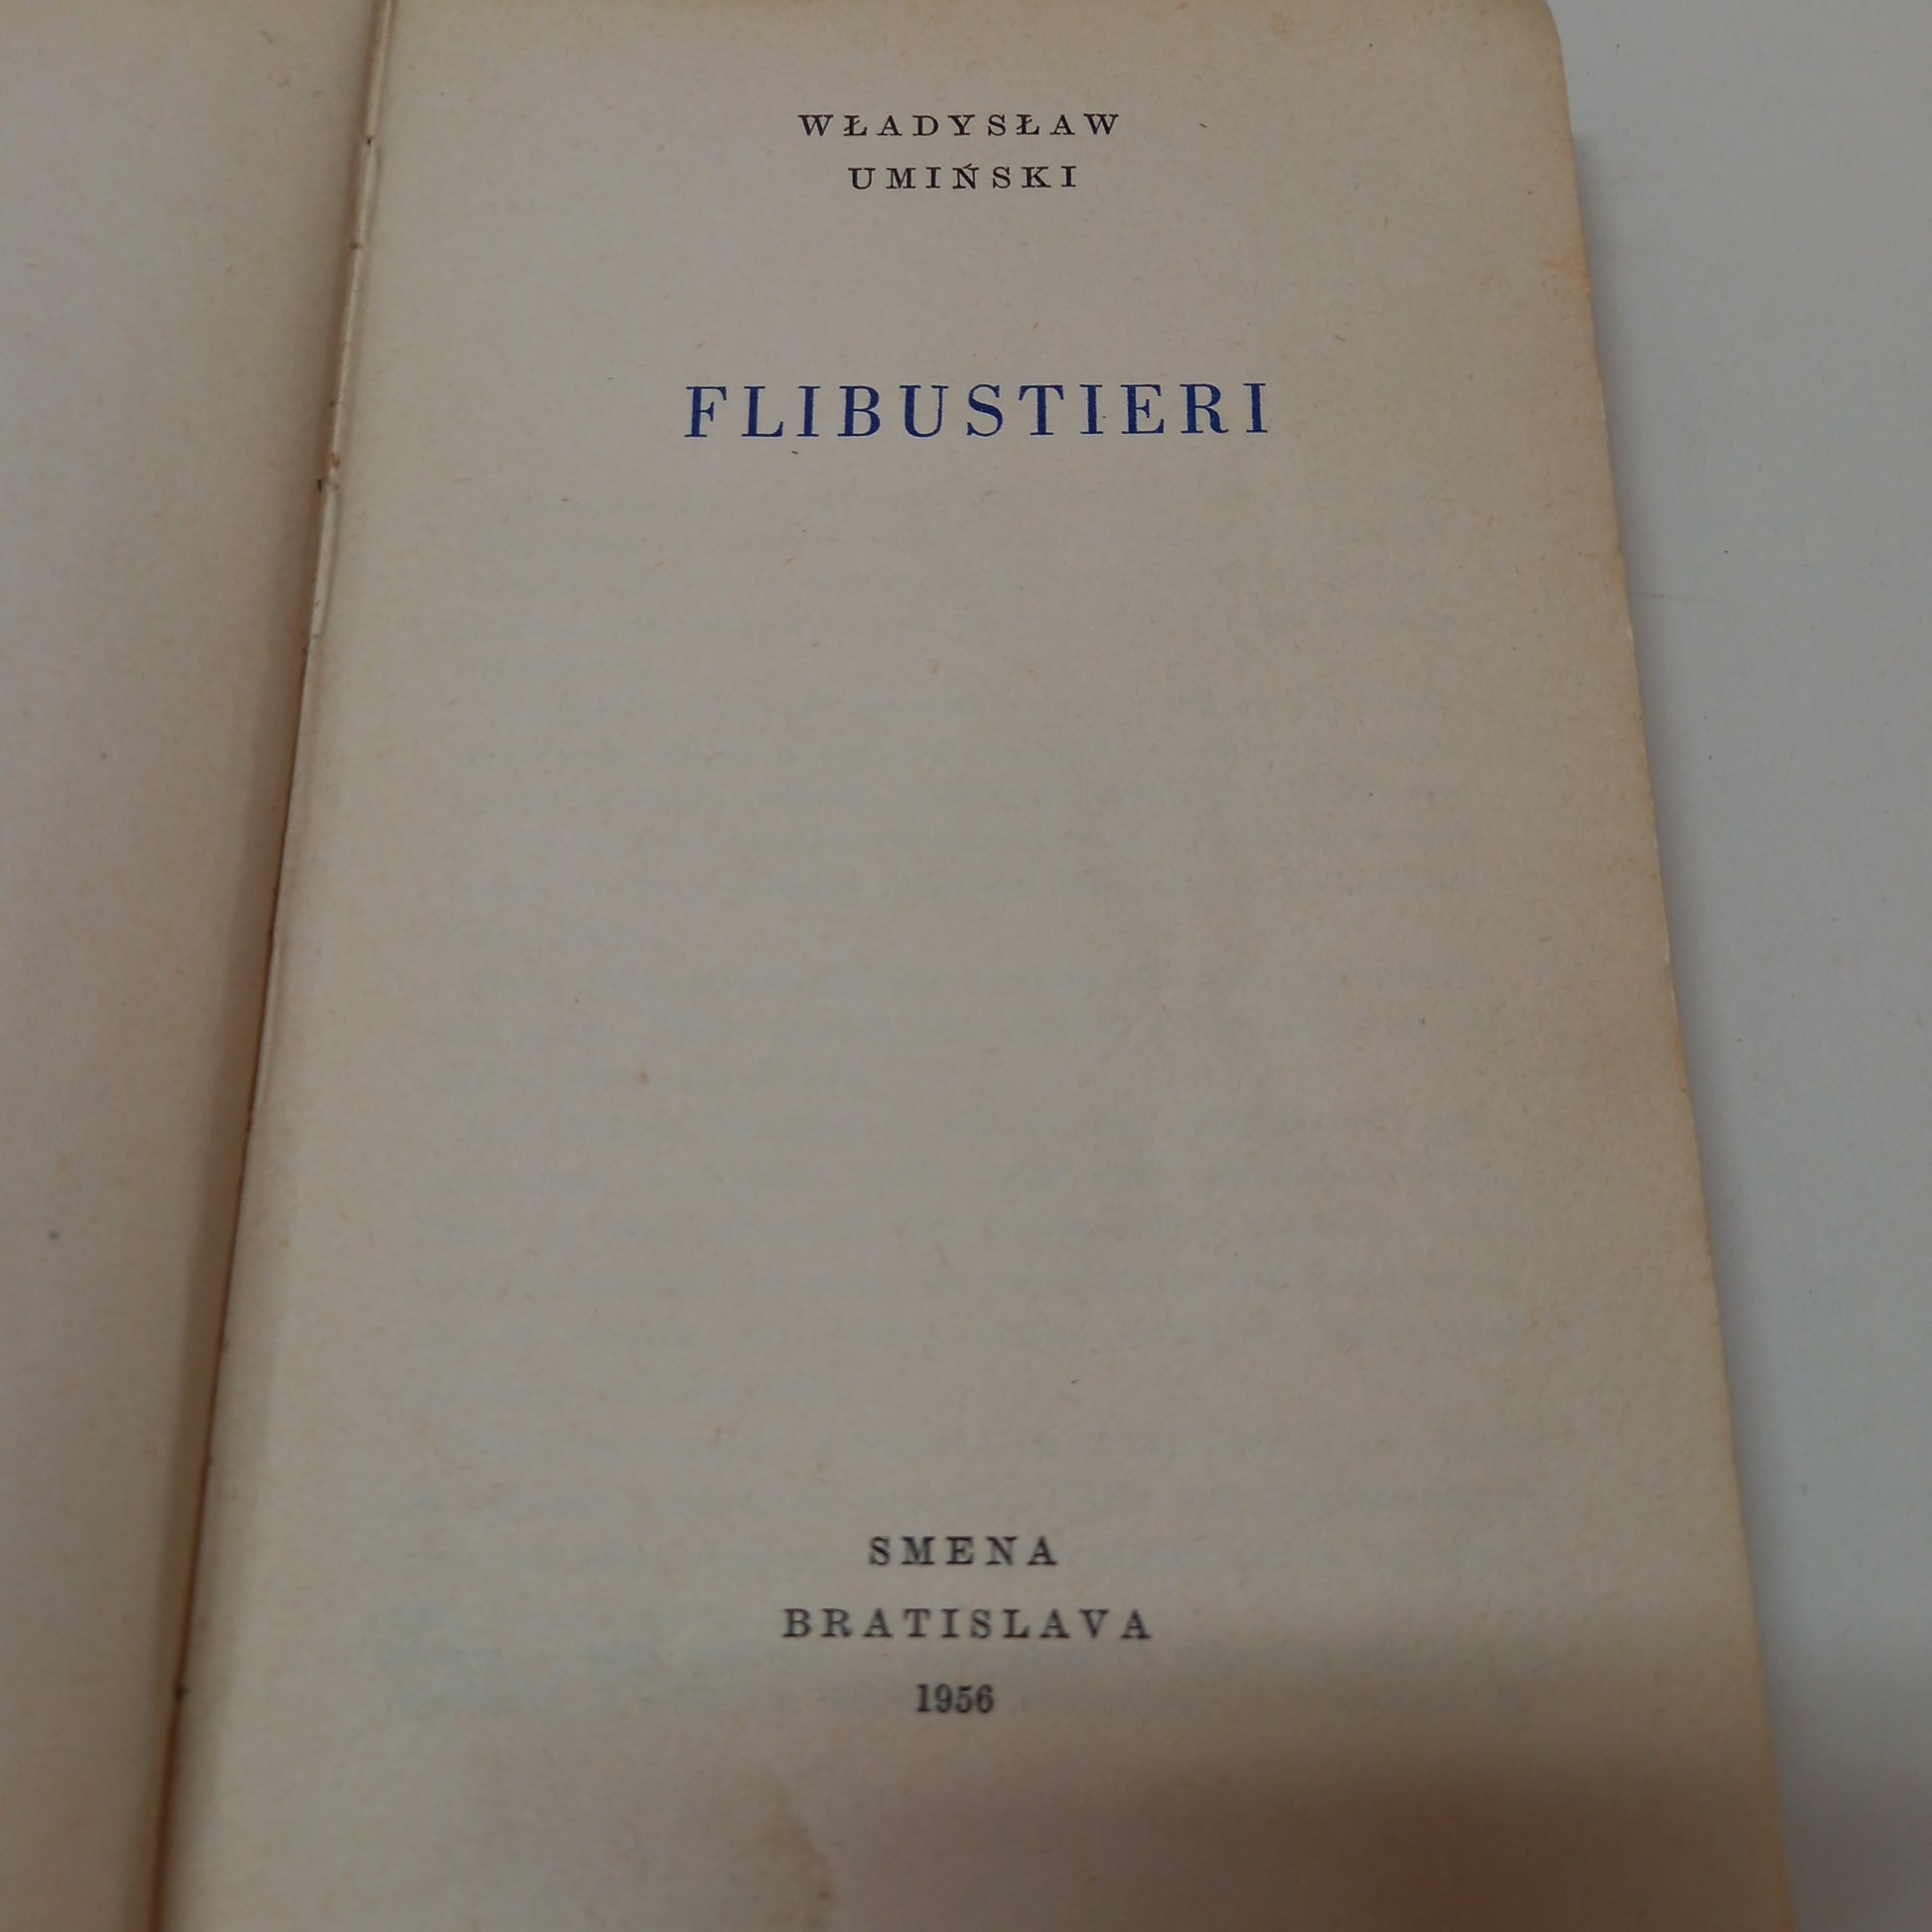 WŁADYSŁAW
UMIŃSKI
FLIBUSTIERI
SMENA
BRATISLAVA
1956